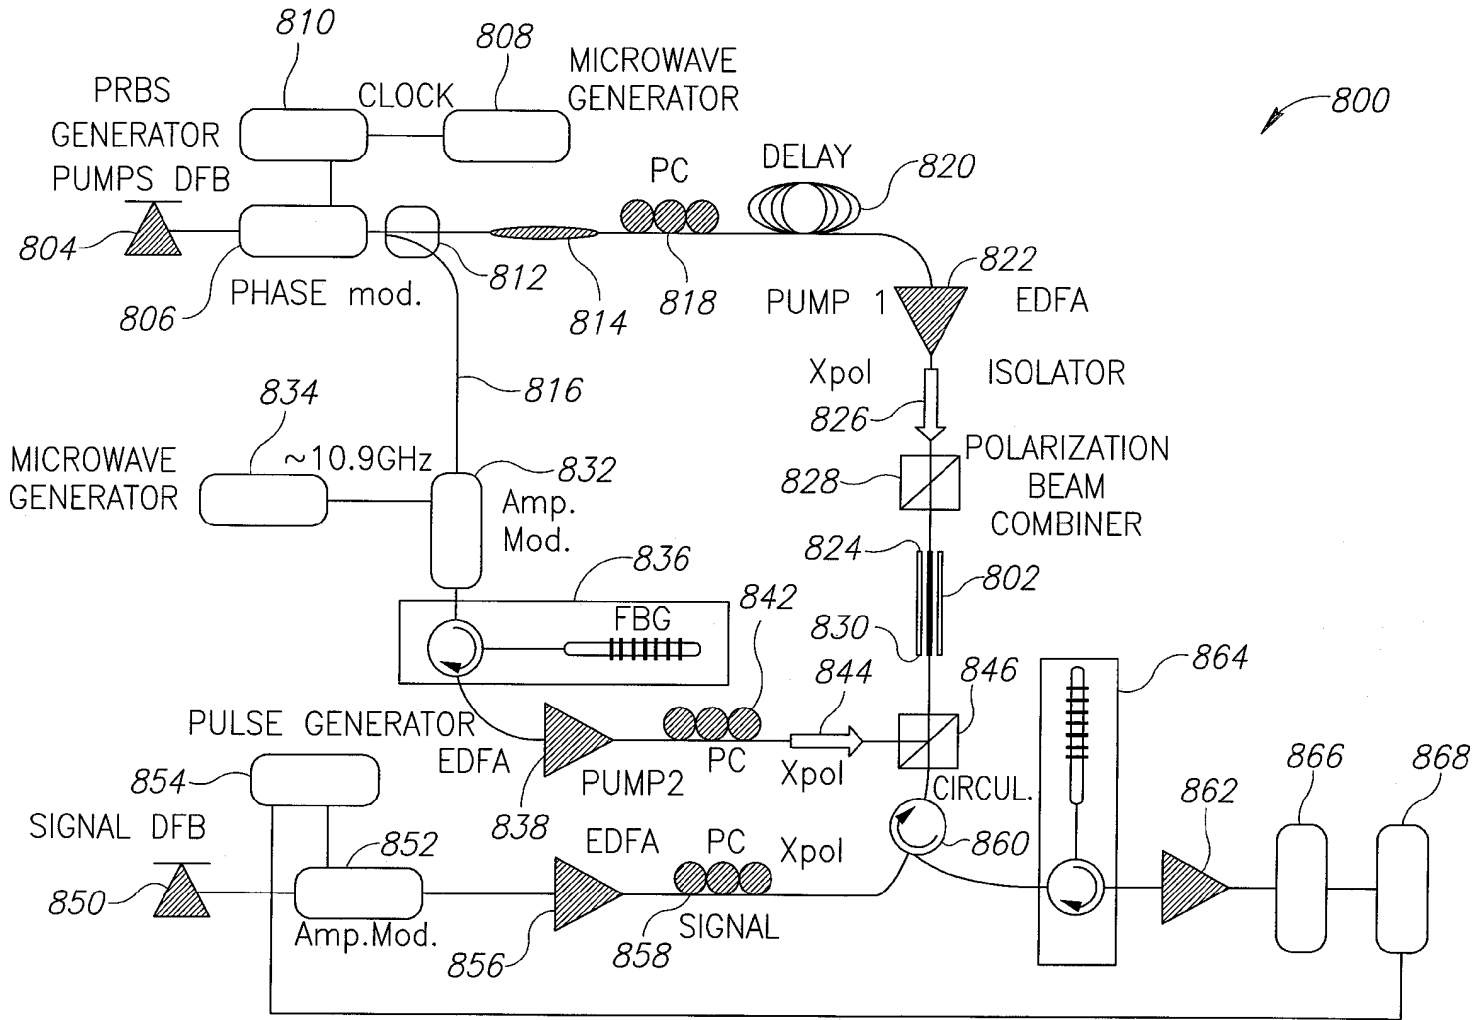 810
808
MICROWAVE
GENERATOR
800
PRBS
GENERATOR
CLOCK
PUMPS DFB
PC
DELAY
820
804
812
822
806
PHASE mod.
814
818
PUMP 1
EDFA
Xpol
ISOLATOR
826
816
834
MICROWAVE
GENERATOR
~10.9GHz
832
Amp.
Mod.
828
POLARIZATION
BEAM
COMBINER
824
802
830
836
FBG
842
844
846
864
PULSE GENERATOR
EDFA
838
PUMP2
PC
Xpol
CIRCUL.
854
SIGNAL DFB
852
850
Amp.Mod.
EDFA
PC
Xpol
856
858
SIGNAL
860
862
866
868